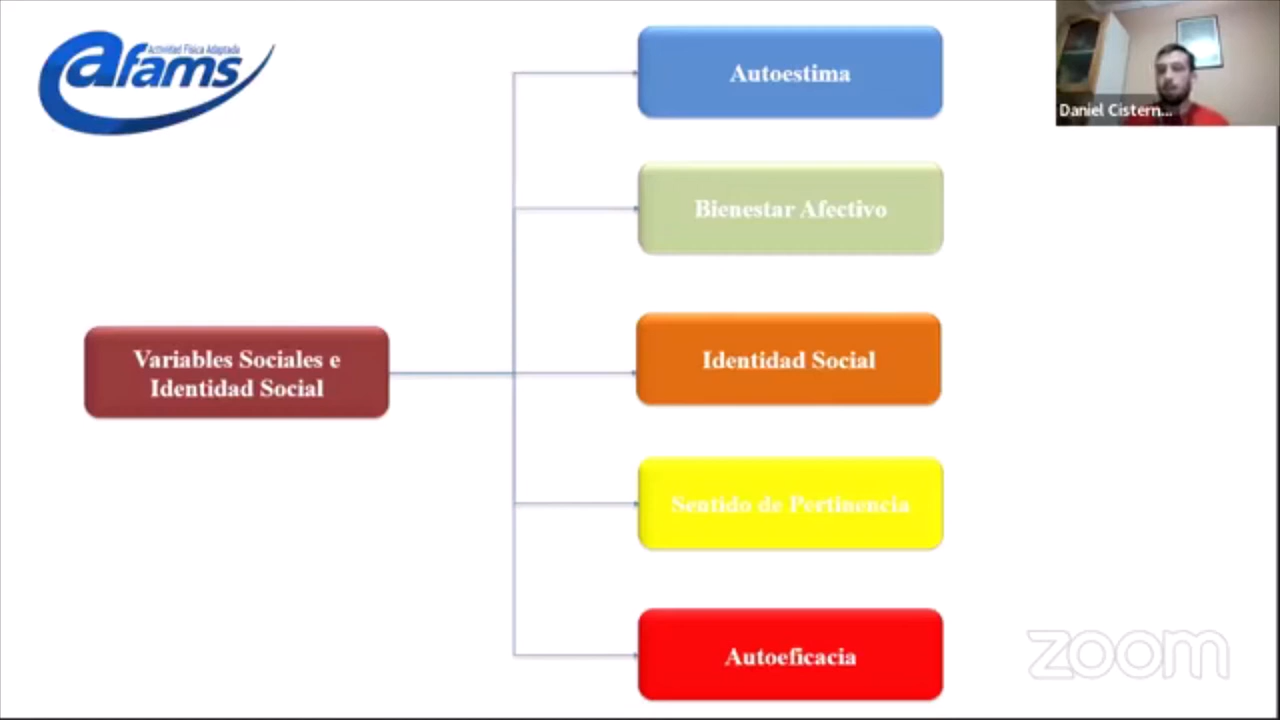 Actividad Física Adaptada
afams
Autoestima
Daniel Cistern...
Bienestar Afectivo
Variables Sociales e
Identidad Social
Identidad Social
Sentido de Pertinencia
Autoeficacia
zoom